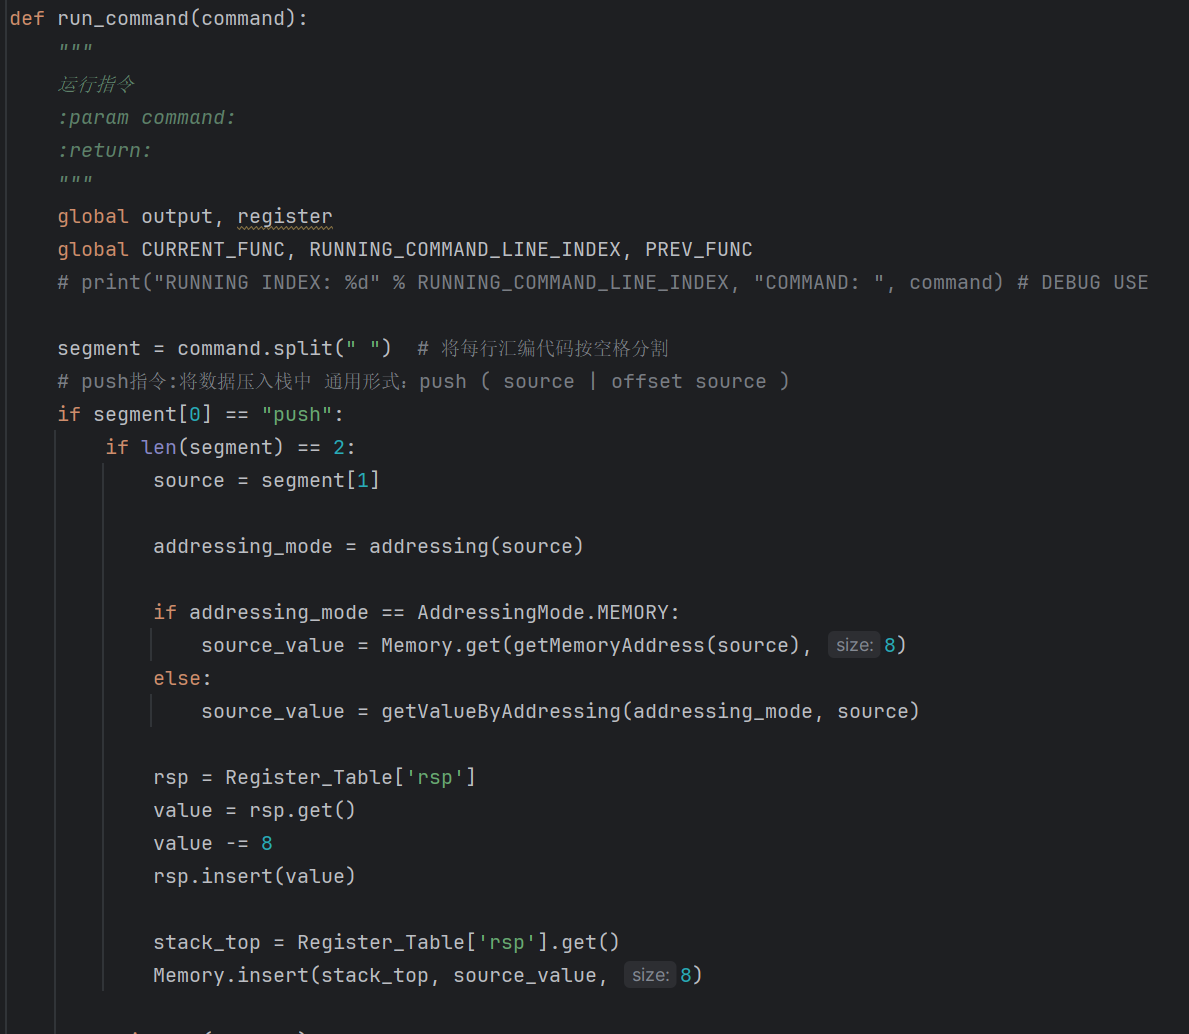 def run_command(command):
    """
    运行指令
    :param command:
    :return:
    """
    global output, register
    global CURRENT_FUNC, RUNNING_COMMAND_LINE_INDEX, PREV_FUNC
    # print("RUNNING INDEX: %d" % RUNNING_COMMAND_LINE_INDEX, "COMMAND: ", command) # DEBUG USE
    segment = command.split(" ")  # 将每行汇编代码按空格分割
    # push指令:将数据压入栈中 通用形式：push ( source | offset source )
    if segment[0] == "push":
        if len(segment) == 2:
            source = segment[1]
            addressing_mode = addressing(source)
            if addressing_mode == AddressingMode.MEMORY:
                source_value = Memory.get(getMemoryAddress(source), size: 8)
            else:
                source_value = getValueByAddressing(addressing_mode, source)
            rsp = Register_Table['rsp']
            value = rsp.get()
            value -= 8
            rsp.insert(value)
            stack_top = Register_Table['rsp'].get()
            Memory.insert(stack_top, source_value, size: 8)